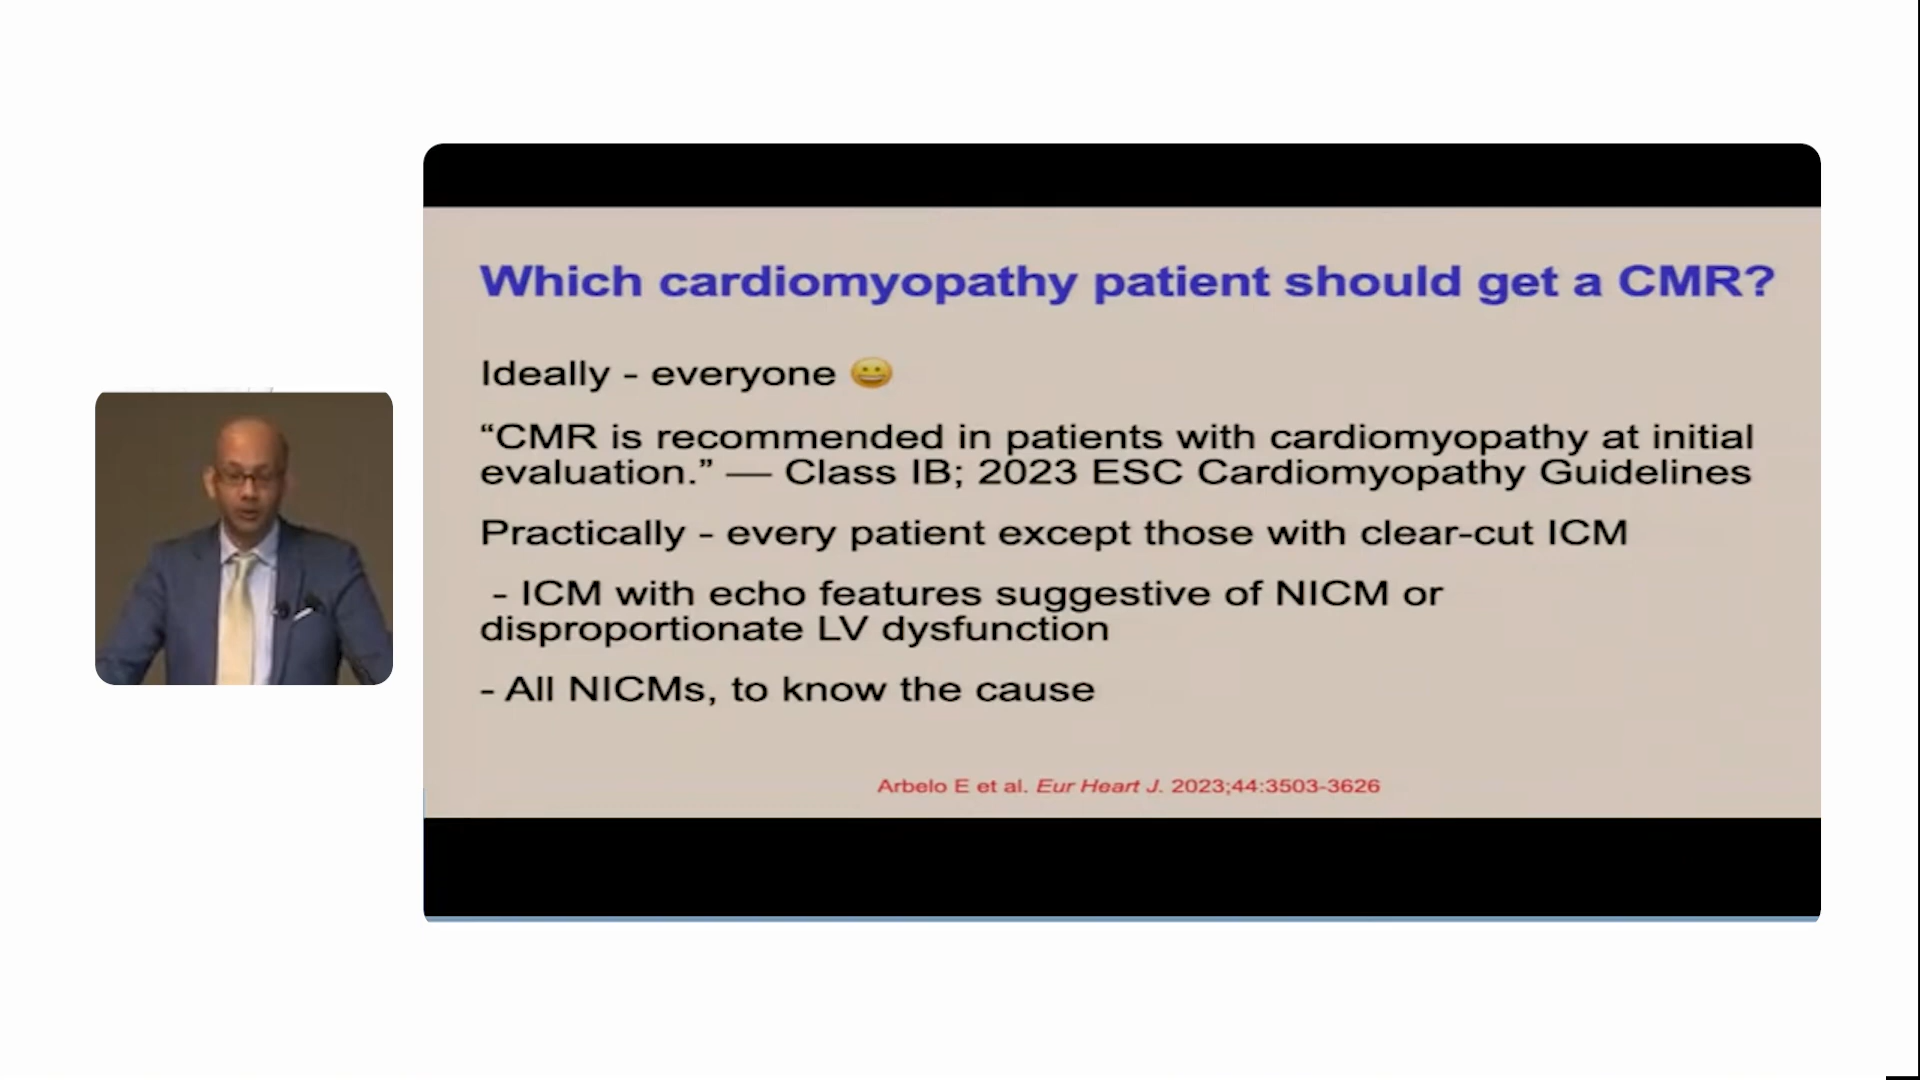 Which cardiomyopathy patient should get a CMR?
Ideally - everyone 😀
“CMR is recommended in patients with cardiomyopathy at initial
evaluation.” — Class IB; 2023 ESC Cardiomyopathy Guidelines
Practically - every patient except those with clear-cut ICM
- ICM with echo features suggestive of NICM or
disproportionate LV dysfunction
- All NICMs, to know the cause
Arbelo E et al. Eur Heart J. 2023;44:3503-3626